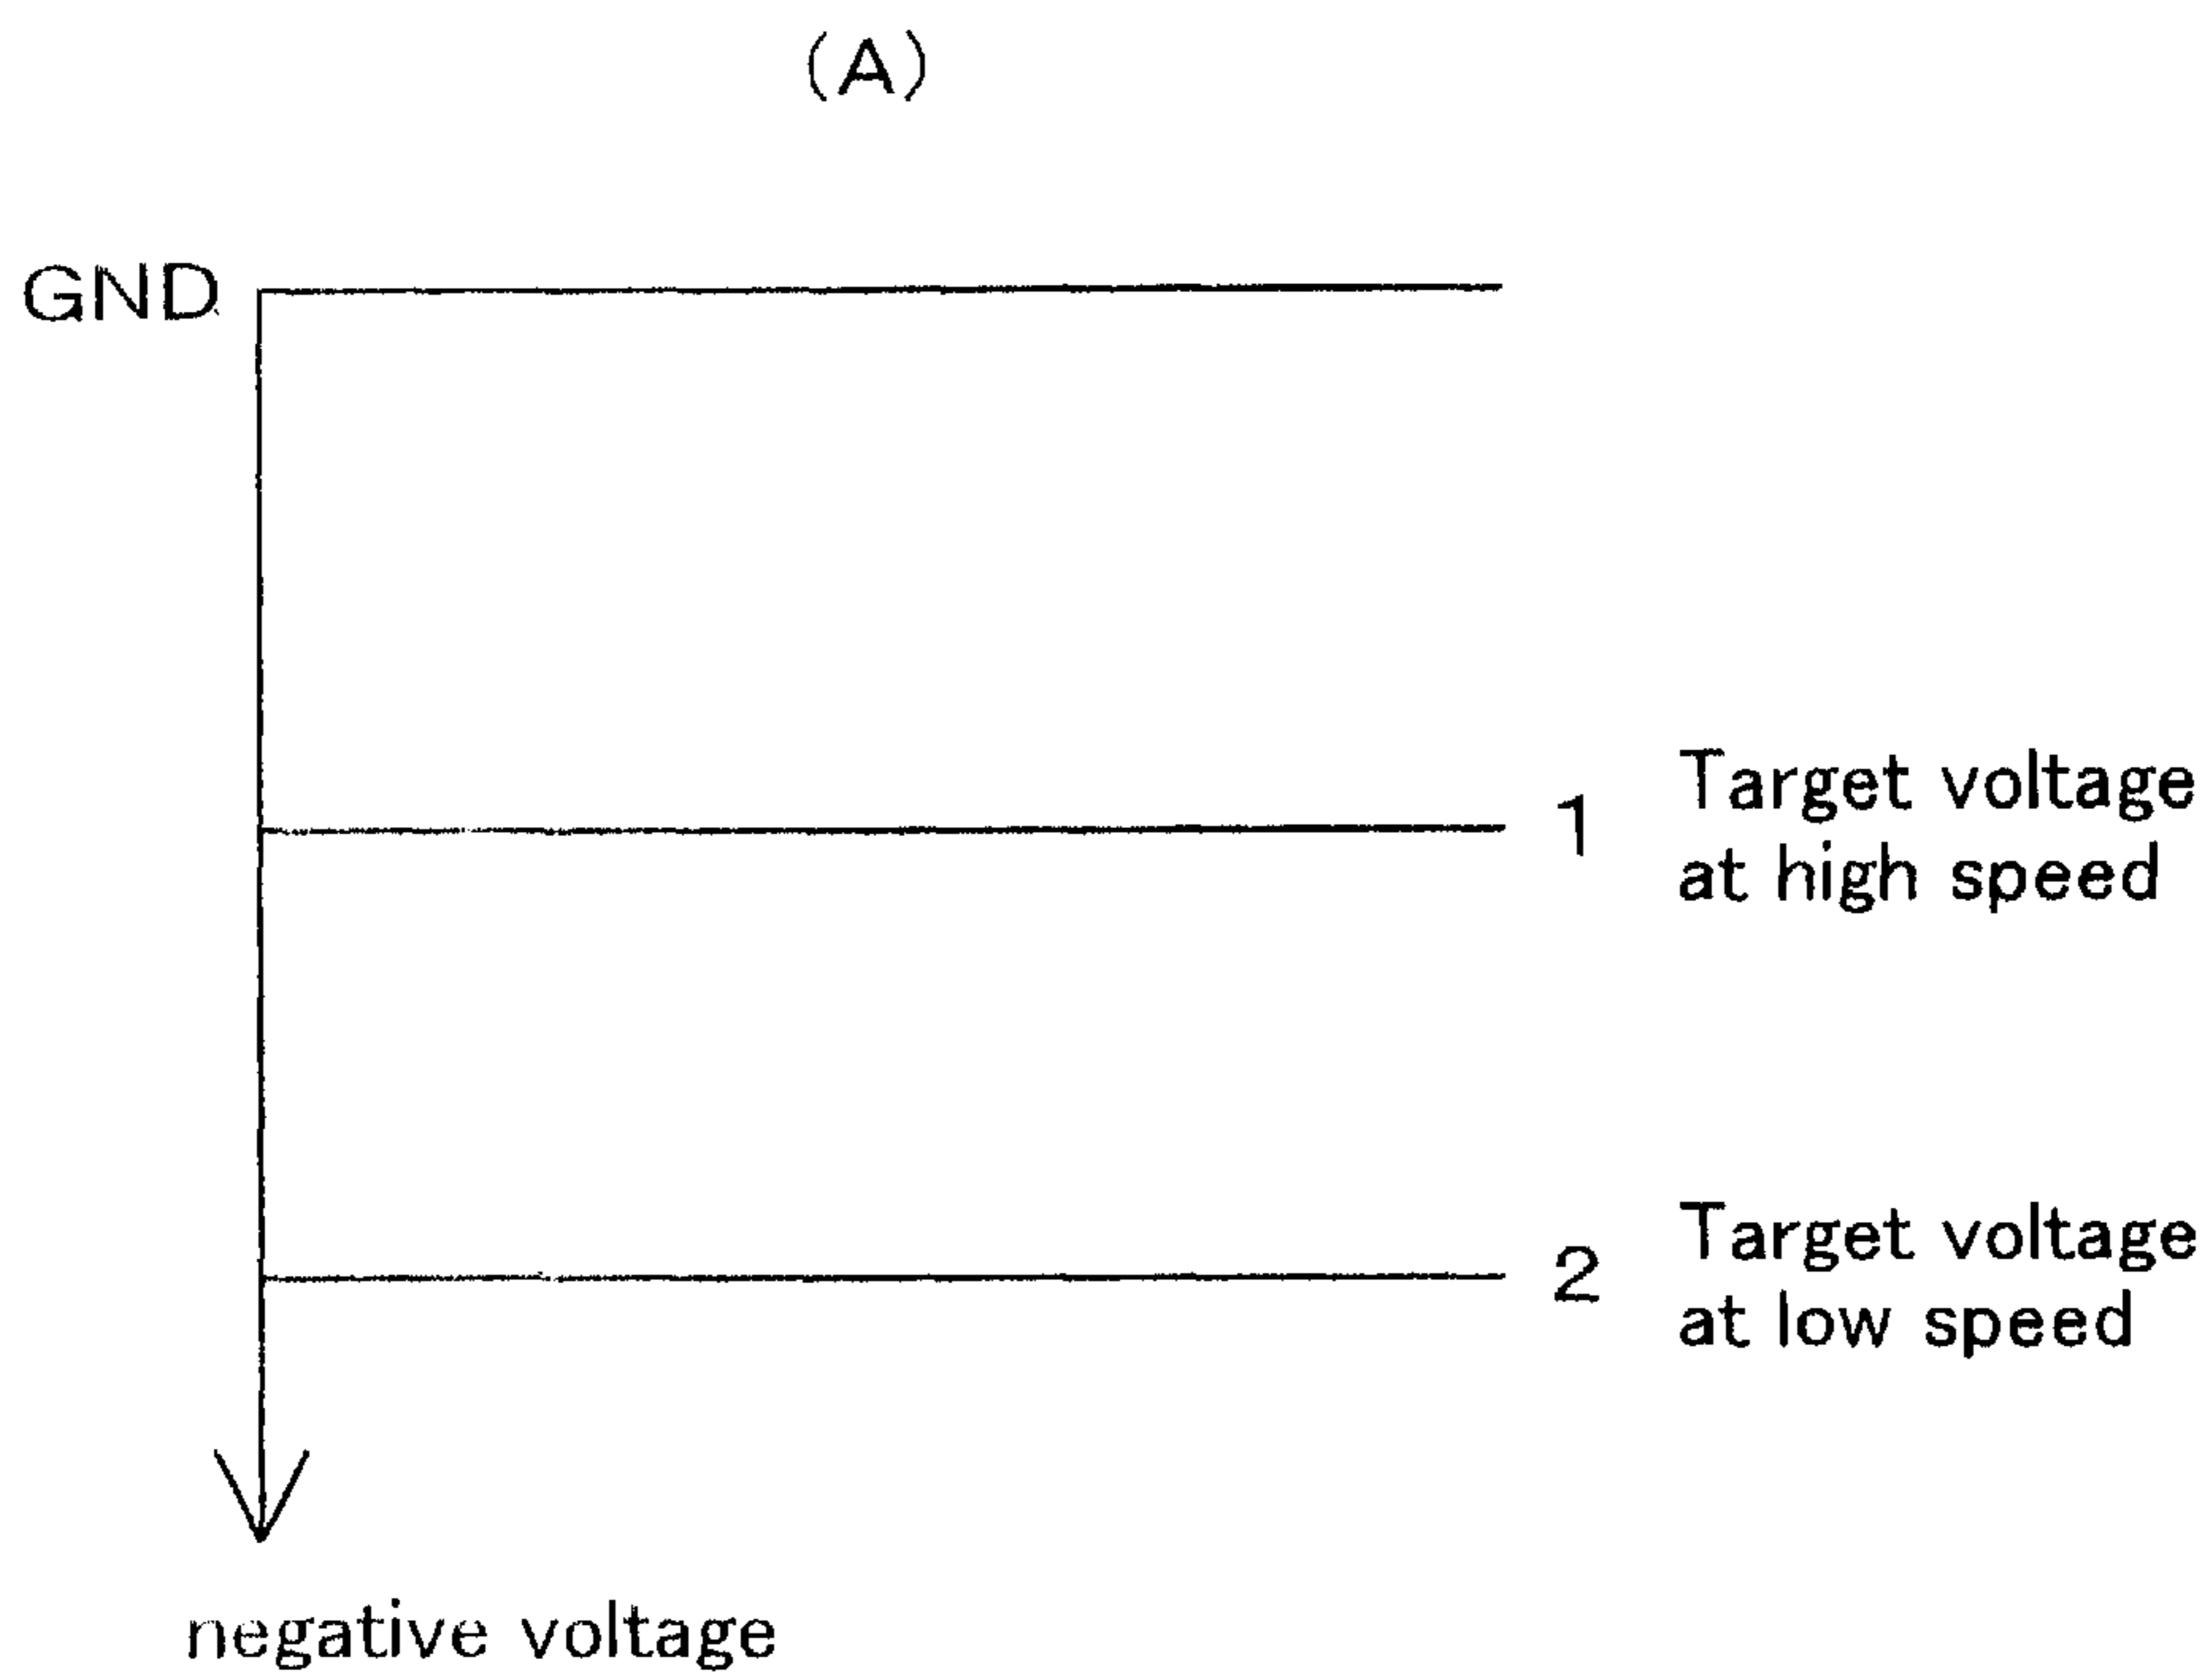 (A)
GND
1
Target voltage
at high speed
2
Target voltage
at low speed
negative voltage